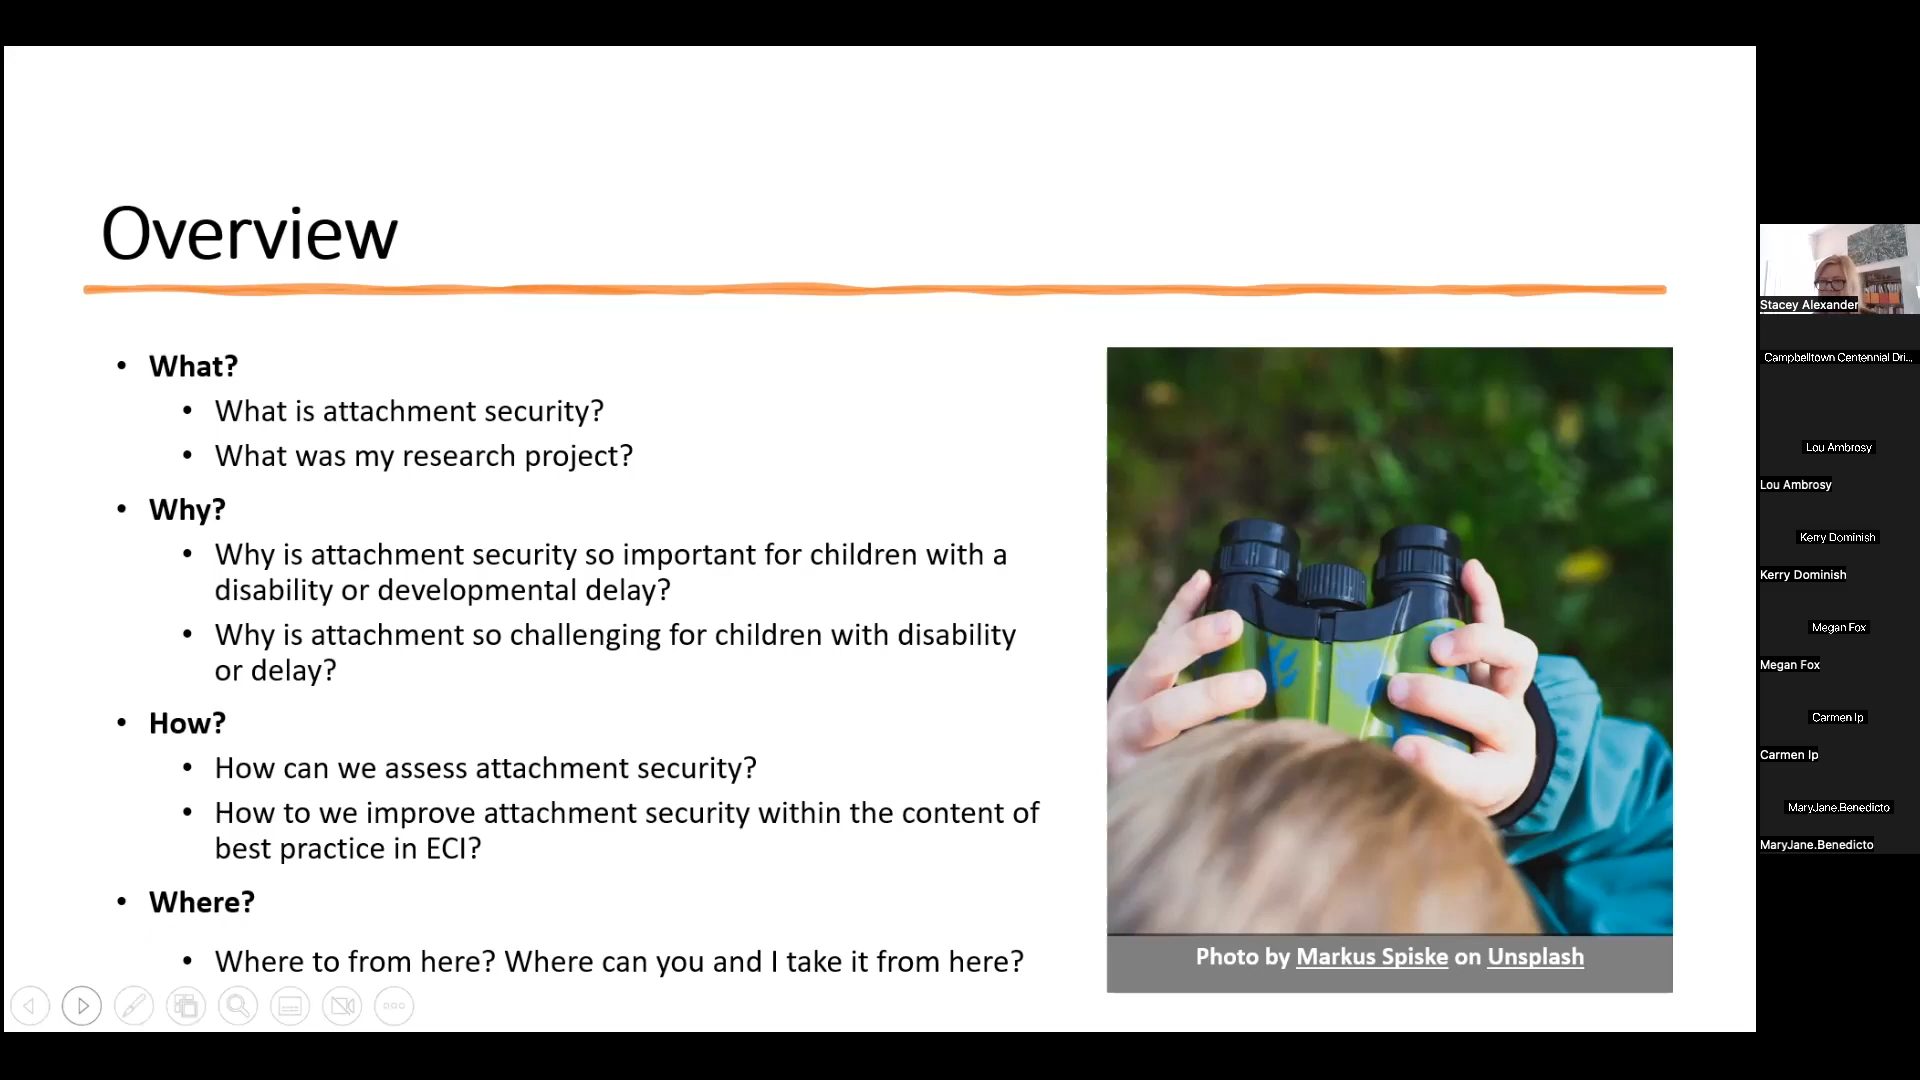 Overview
• What?
• What is attachment security?
• What was my research project?
• Why?
• Why is attachment security so important for children with a
disability or developmental delay?
• Why is attachment so challenging for children with disability
or delay?
• How?
• How can we assess attachment security?
• How to we improve attachment security within the content of
best practice in ECI?
• Where?
• Where to from here? Where can you and I take it from here?
Photo by Markus Spiske on Unsplash
Stacey Alexander
Campbelltown Centennial Dri...
Lou Ambrosy
Lou Ambrosy
Kerry Dominish
Kerry Dominish
Megan Fox
Megan Fox
Carmen Ip
Carmen Ip
MaryJane.Benedicto
MaryJane.Benedicto